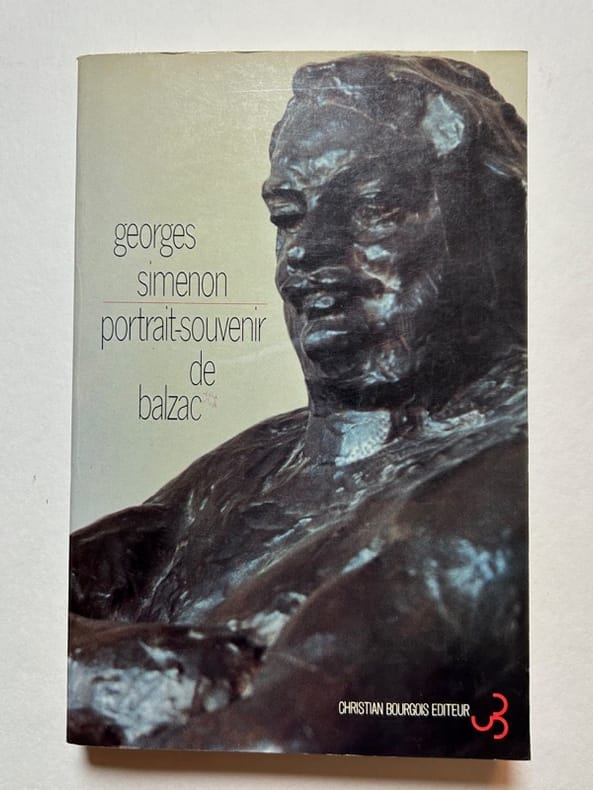 georges
simenon
portrait-souvenir
de
balzac
CHRISTIAN BOURGOIS EDITEUR